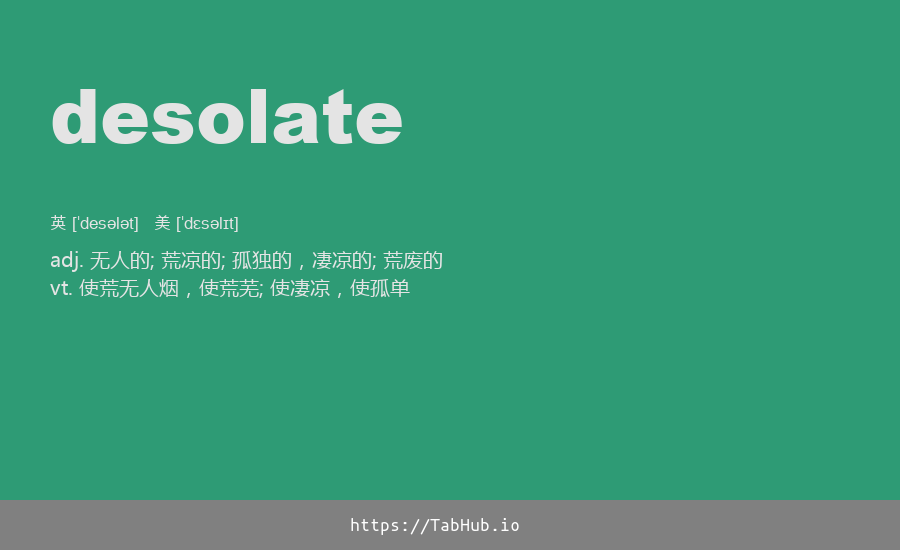 desolate
英 [ˈdesələt]   美 [ˈdɛsəlɪt]
adj. 无人的; 荒凉的; 孤独的，凄凉的; 荒废的
vt. 使荒无人烟，使荒芜; 使凄凉，使孤单
https://TabHub.io